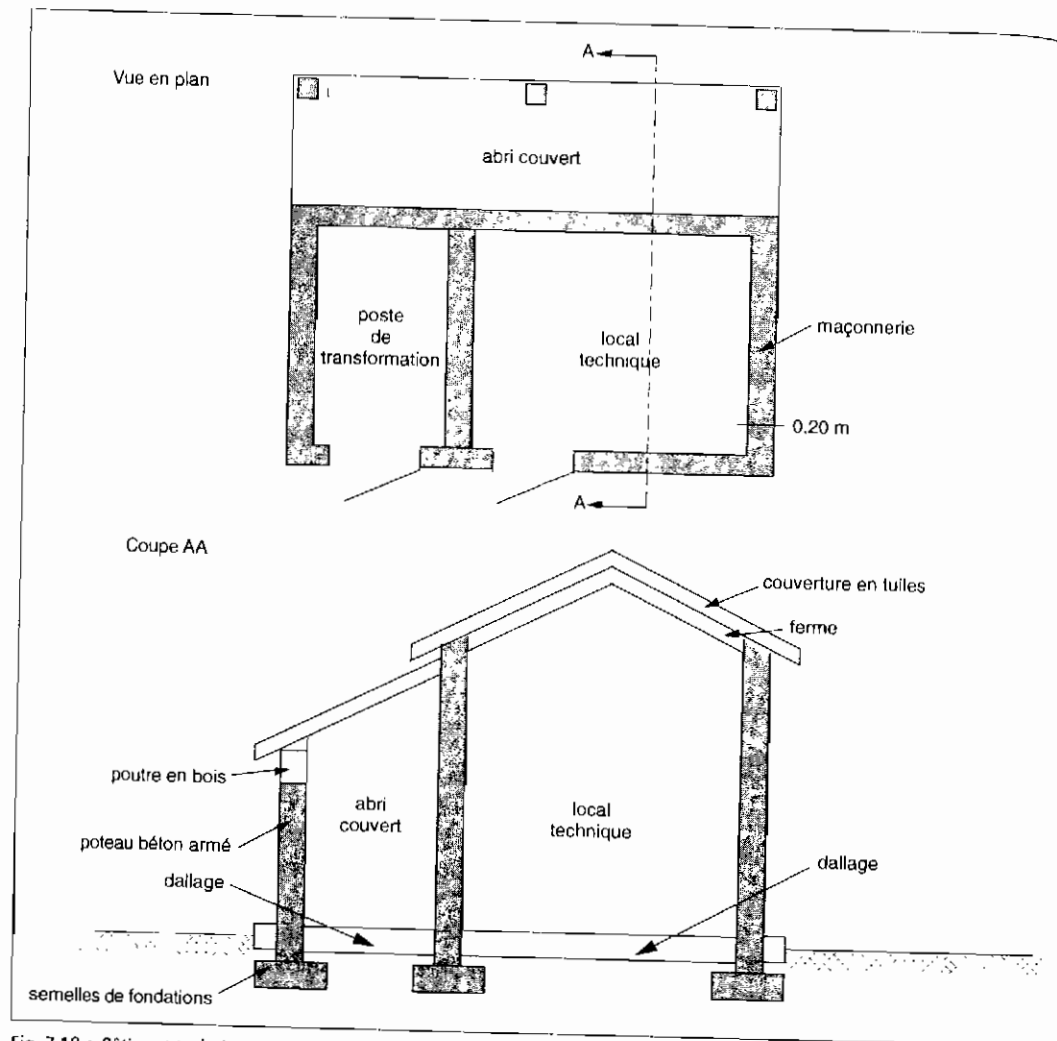 Vue en plan
A
abri couvert
poste
de
transformation
local
technique
maçonnerie
0.20 m
A
Coupe AA
couverture en tuiles
ferme
poutre en bois
abri
couvert
local
technique
poteau béton armé
dallage
dallage
semelles de fondations